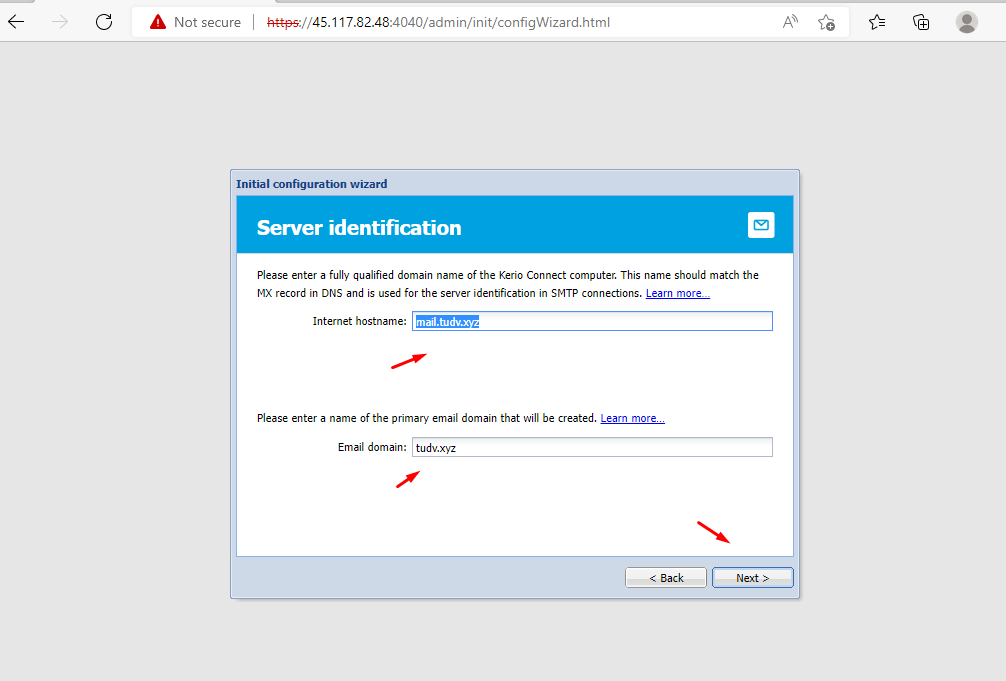 Not secure
https://45.117.82.48:4040/admin/init/configWizard.html
Initial configuration wizard
Server identification
Please enter a fully qualified domain name of the Kerio Connect computer. This name should match the
MX record in DNS and is used for the server identification in SMTP connections. Learn more...
Internet hostname: mail.tudv.xyz
Please enter a name of the primary email domain that will be created. Learn more...
Email domain: tudv.xyz
< Back Next >